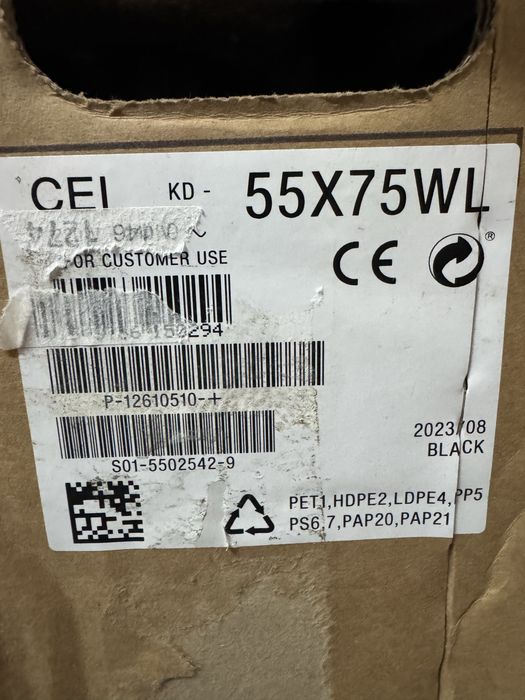 CEI KD - 55X75WL
FOR CUSTOMER USE
CE ®
P-12610510-+
S01-5502542-9
2023/08
BLACK
PET1,HDPE2,LDPE4,PP5
PS6,7,PAP20,PAP21